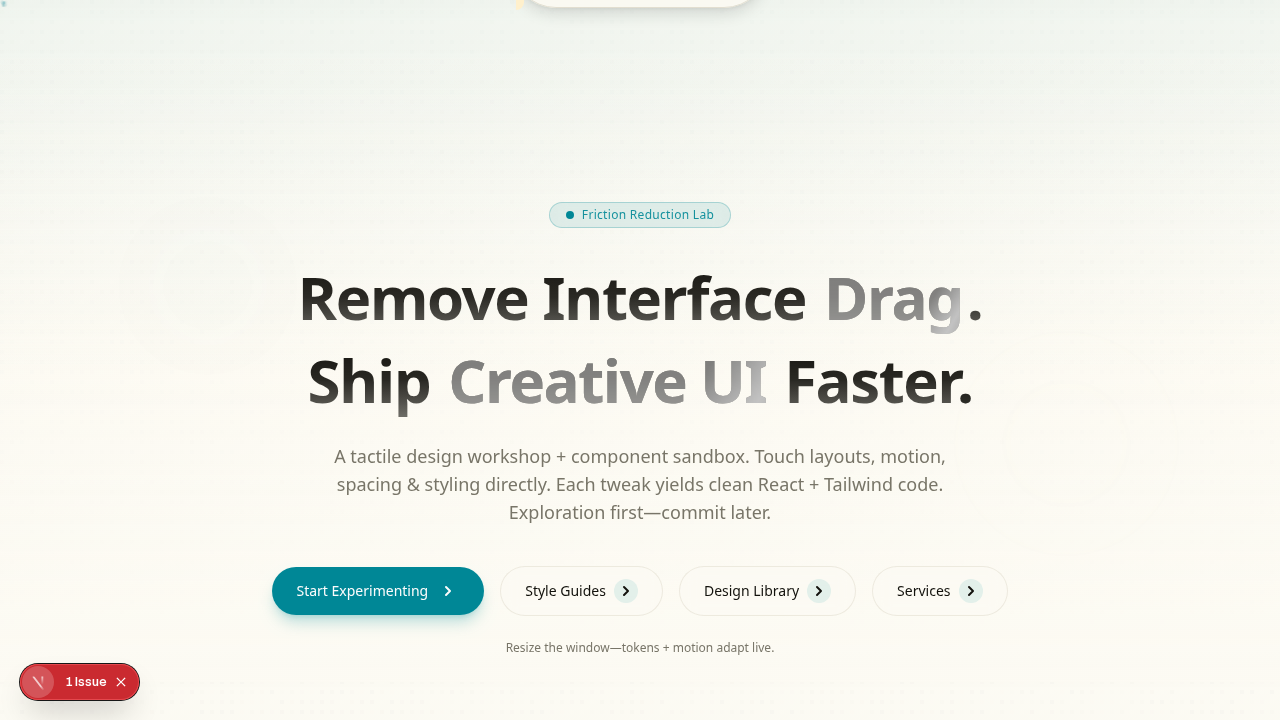 Friction Reduction Lab
Remove Interface Drag.
Ship Creative UI Faster.
A tactile design workshop + component sandbox. Touch layouts, motion,
spacing & styling directly. Each tweak yields clean React + Tailwind code.
Exploration first—commit later.
Start Experimenting
Style Guides
Design Library
Services
Resize the window—tokens + motion adapt live.
1 Issue